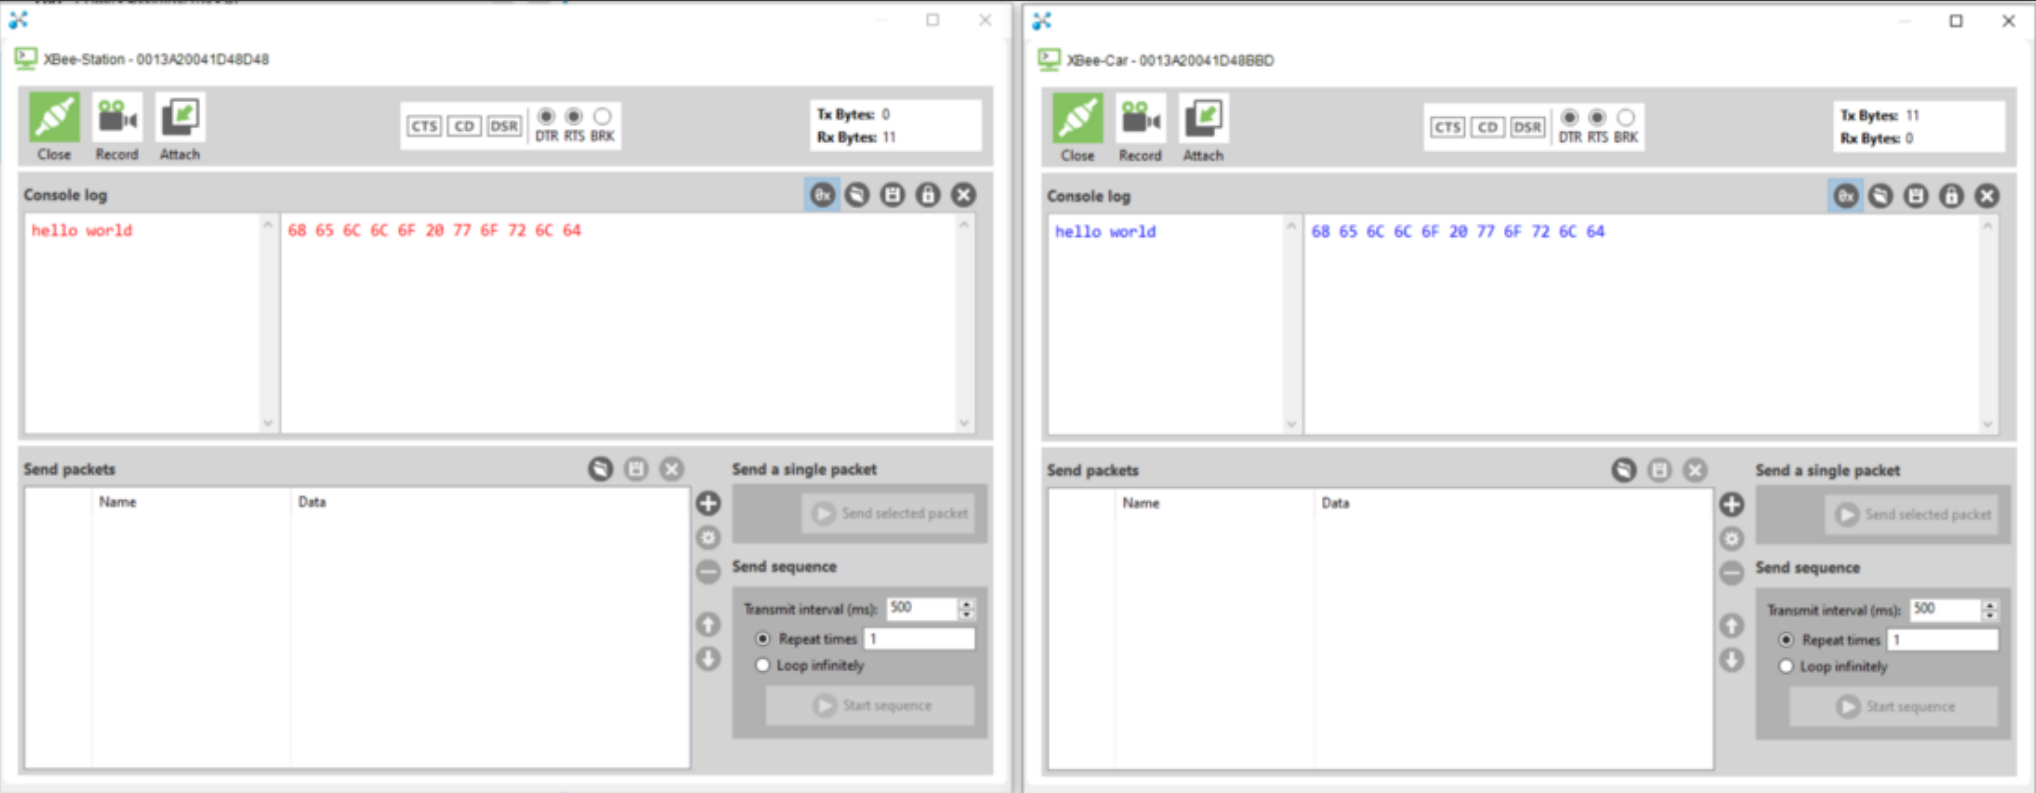 XBee-Station - 0013A20041D48D48
Close
Record
Attach
CTS
CD
DSR
DTR
RTS
BRK
Tx Bytes: 0
Rx Bytes: 11
Console log
0x
hello world
68 65 6C 6C 6F 20 77 6F 72 6C 64
Send packets
Name
Data
Send a single packet
Send selected packet
Send sequence
Transmit interval (ms): 500
Repeat times 1
Loop infinitely
Start sequence
XBee-Car - 0013A20041D48BBD
Close
Record
Attach
CTS
CD
DSR
DTR
RTS
BRK
Tx Bytes: 11
Rx Bytes: 0
Console log
0x
hello world
68 65 6C 6C 6F 20 77 6F 72 6C 64
Send packets
Name
Data
Send a single packet
Send selected packet
Send sequence
Transmit interval (ms): 500
Repeat times 1
Loop infinitely
Start sequence